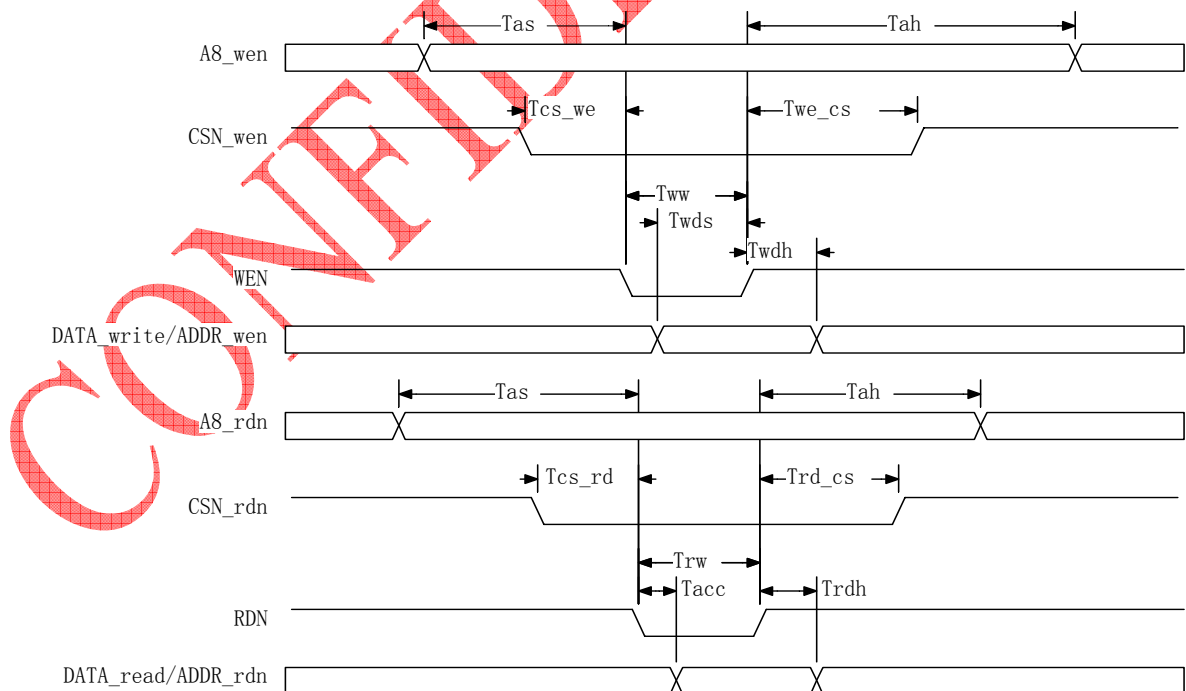 Tas Tah
A8_wen
Tcs_we Twe_cs
CSN_wen
Tww
Twds
Twdh
WEN
DATA_write/ADDR_wen
Tas Tah
A8_rdn
Tcs_rd Trd_cs
CSN_rdn
Trw
Tacc Trdh
RDN
DATA_read/ADDR_rdn
CONFID